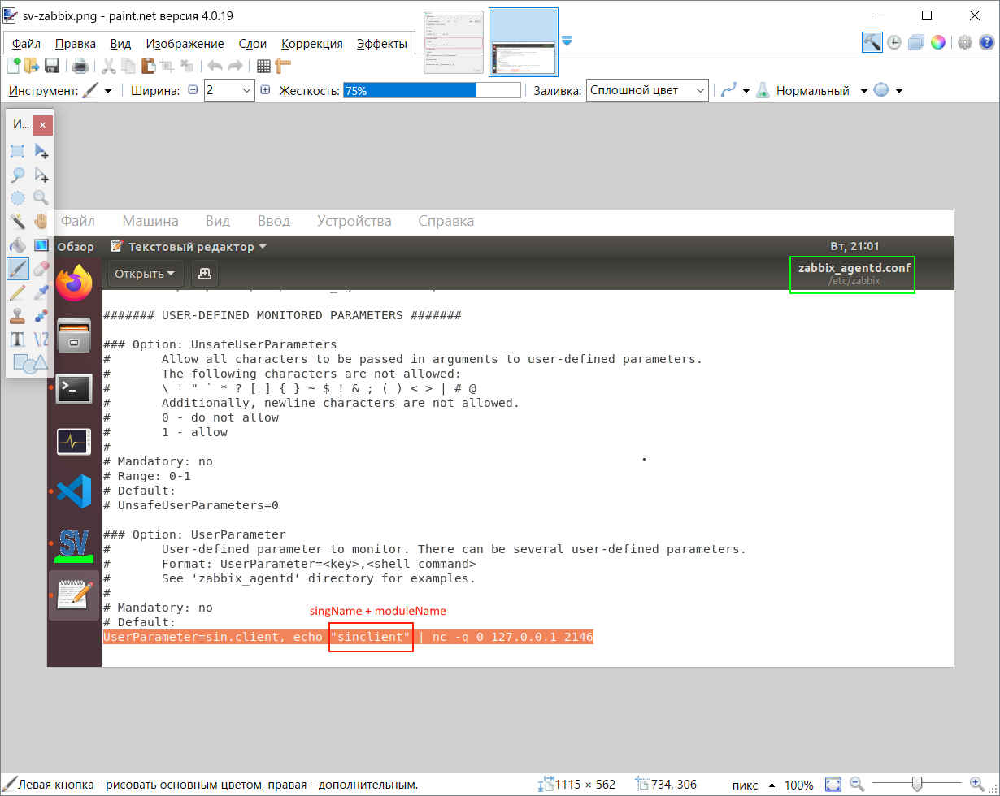 sv-zabbix.png - paint.net версия 4.0.19
Файл Правка Вид Изображение Слои Коррекция Эффекты
Инструмент: Ширина: 2 Жесткость: 75% Заливка: Сплошной цвет Нормальный
И...
Файл Машина Вид Ввод Устройства Справка
Обзор Текстовый редактор Вт, 21:01
Открыть zabbix_agentd.conf
/etc/zabbix
####### USER-DEFINED MONITORED PARAMETERS #######
### Option: UnsafeUserParameters
# Allow all characters to be passed in arguments to user-defined parameters.
# The following characters are not allowed:
# \ ' " ` * ? [ ] { } ~ $ ! & ; ( ) < > | # @
# Additionally, newline characters are not allowed.
# 0 - do not allow
# 1 - allow
#
# Mandatory: no
# Range: 0-1
# Default:
# UnsafeUserParameters=0
### Option: UserParameter
# User-defined parameter to monitor. There can be several user-defined parameters.
# Format: UserParameter=<key>,<shell command>
# See 'zabbix_agentd' directory for examples.
#
# Mandatory: no
singName + moduleName
# Default:
UserParameter=sin.client, echo "sinclient" | nc -q 0 127.0.0.1 2146
SV
Левая кнопка - рисовать основным цветом, правая - дополнительным. 1115 × 562 734, 306 пикс 100%